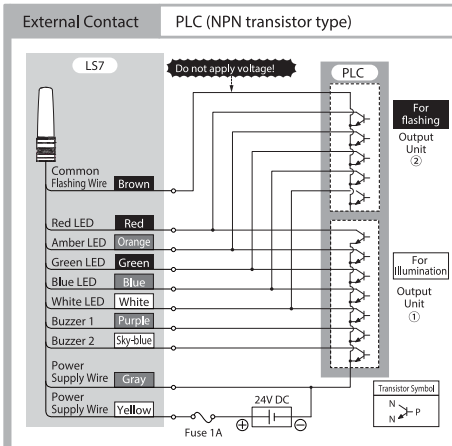 External Contact
PLC (NPN transistor type)
LS7
Do not apply voltage!
PLC
For
flashing
Output
Unit
②
Common
Flashing Wire Brown
Red LED Red
Amber LED Orange
Green LED Green
Blue LED Blue
White LED White
Buzzer 1 Purple
Buzzer 2 Sky-blue
Power
Supply Wire Gray
Power
Supply Wire Yellow
For
Illumination
Output
Unit
①
24V DC
⊕ ⊖
Fuse 1A
Transistor Symbol
N
P
N